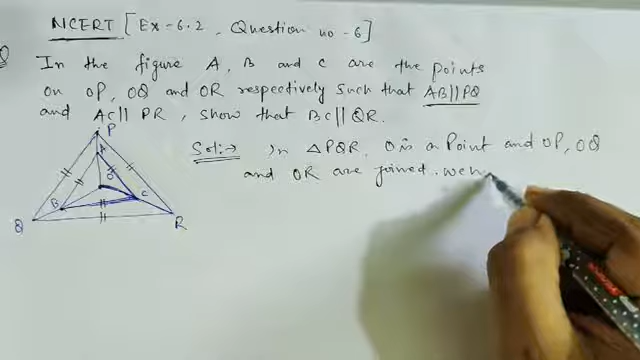 NCERT [Ex-6.2, Question no-6]
Q In the figure A, B and C are the points
on OP, OQ and OR respectively such that AB||PQ
and AC|| PR, show that BC|| QR.
Sol:→ In △PQR, O is a Point and OP, OQ
and OR are joined. We h
P
A
O
B
C
Q
R